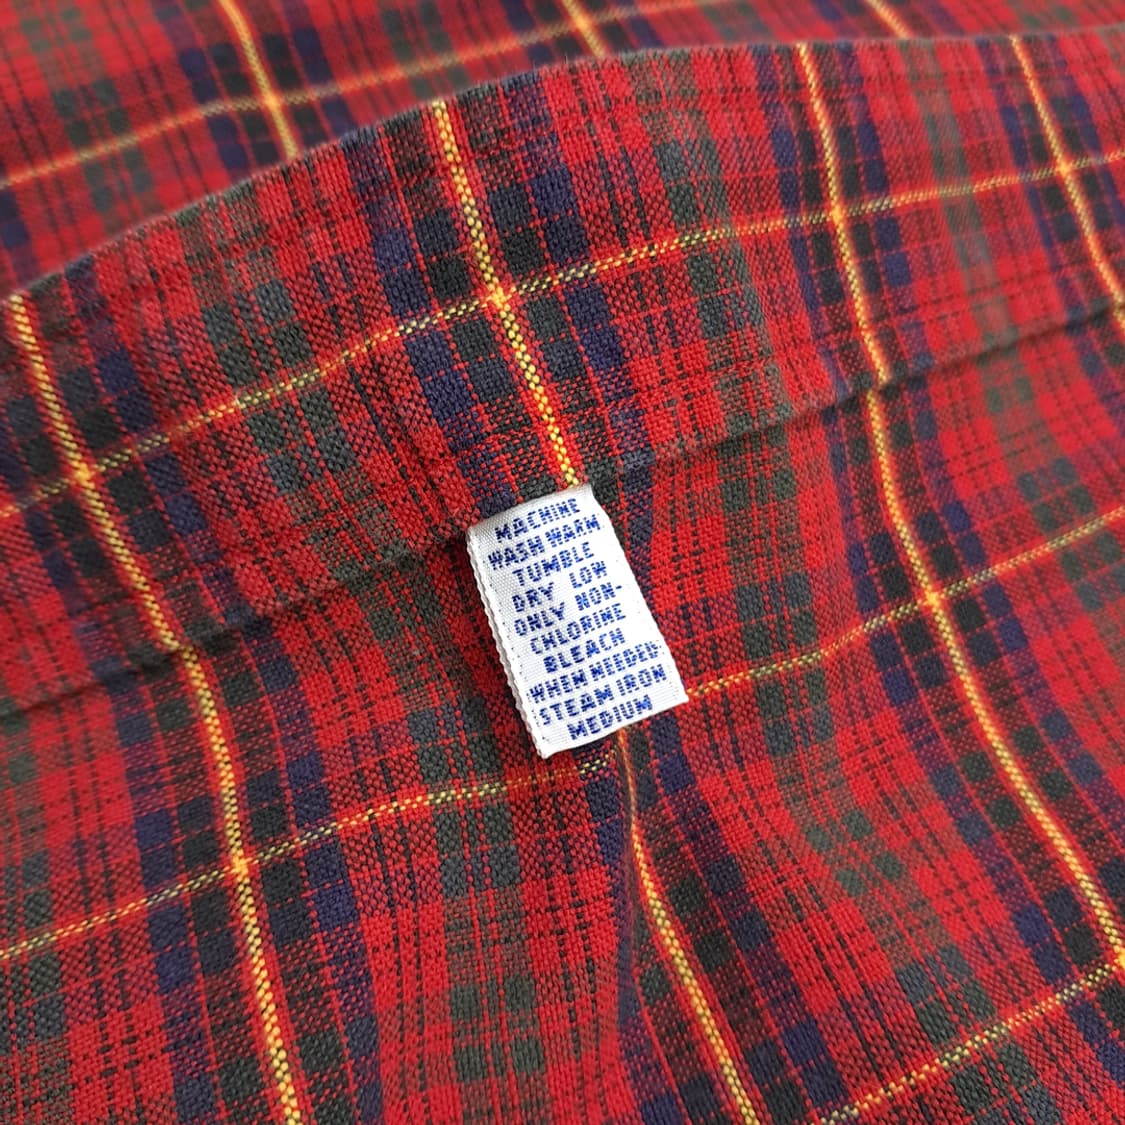 MACHINE
WASH WARM
TUMBLE
DRY LOW
ONLY NON-
CHLORINE
BLEACH
WHEN NEEDED
STEAM IRON
MEDIUM